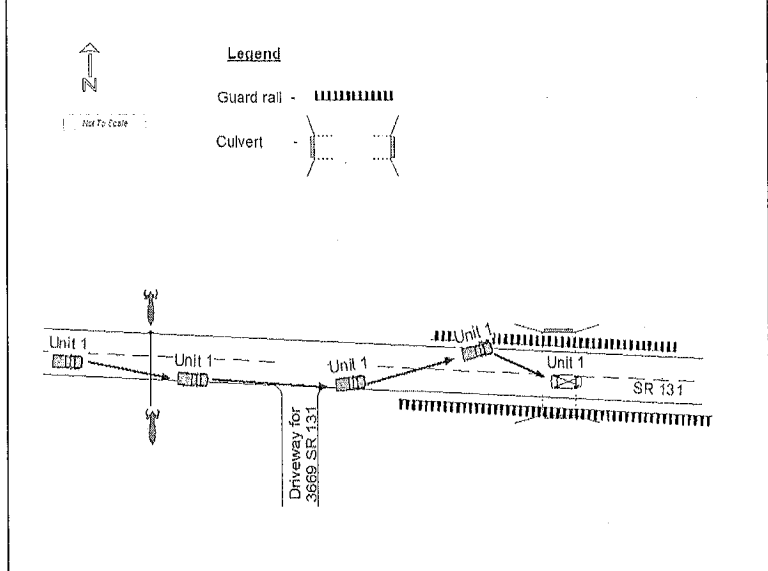 Legend
N
Guard rail -
Not To Scale
Culvert -
Unit 1
Unit 1
Unit 1
Unit 1
Unit 1
SR 131
Driveway for
3669 SR 131